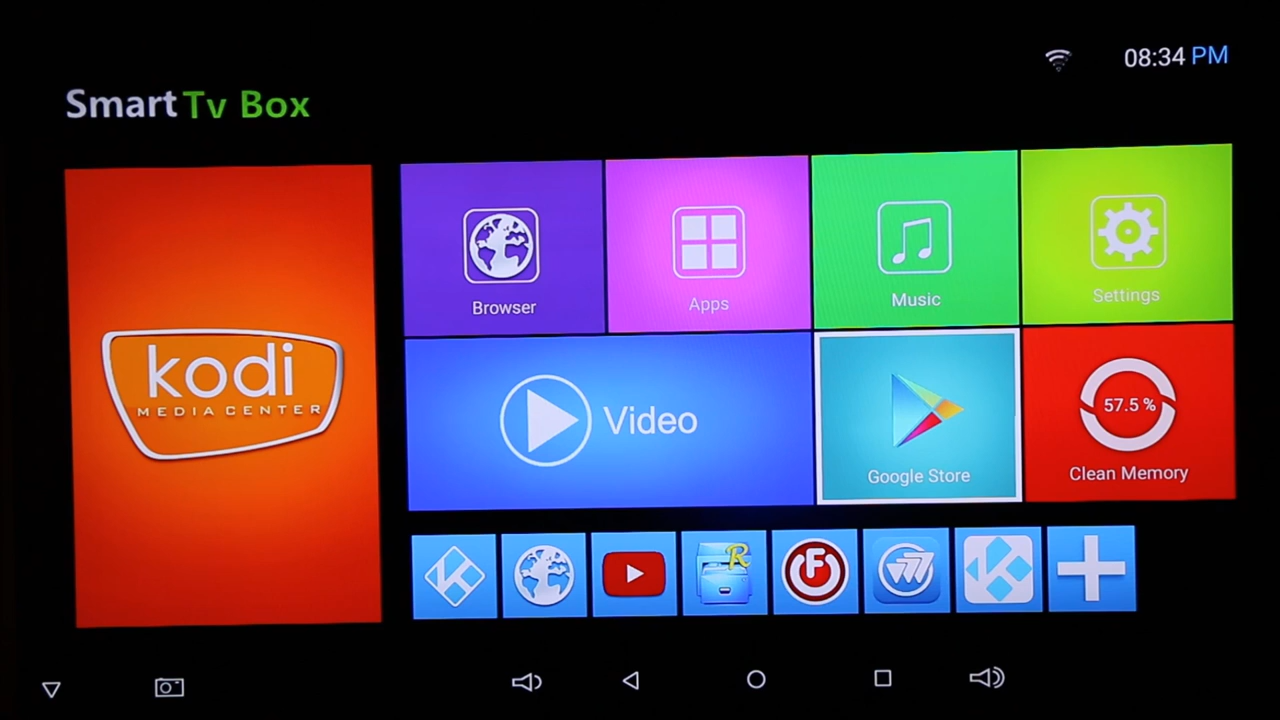 08:34 PM
Smart Tv Box
kodi
MEDIA CENTER
Browser
Apps
Music
Settings
Video
Google Store
57.5 %
Clean Memory
R
F